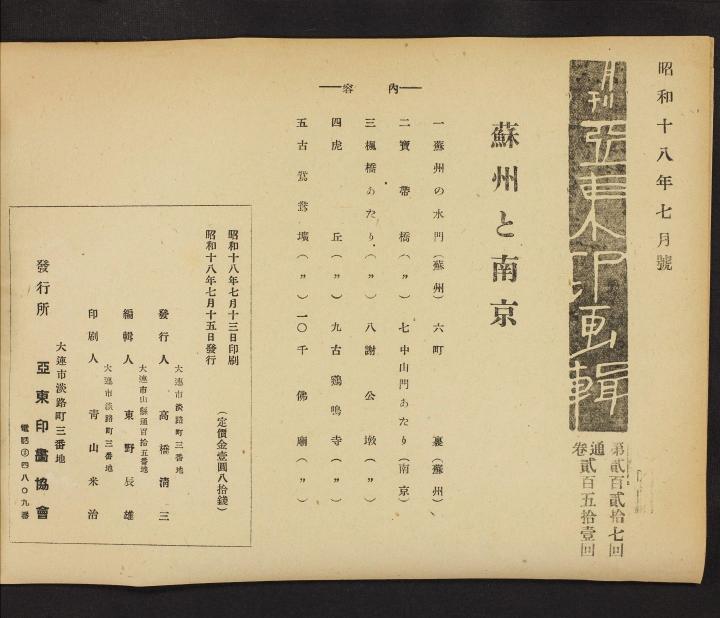 昭和十八年七月號
月刊 亞東印画輯
第貳百貳拾七回
通卷貳百五拾壹回
蘇州と南京
內容
一 蘇州の水門(蘇州) 六 町裏(蘇州)
二 寶帶橋(〃) 七 中山門あたり(南京)
三 楓橋あたり(〃) 八 謝公墩(〃)
四 虎丘(〃) 九 古鷄鳴寺(〃)
五 古鴛鴦壙(〃) 一〇 千佛廟(〃)
昭和十八年七月十三日印刷
昭和十八年七月十五日發行
(定價金壹圓八拾錢)
大連市淡路町三番地
發行人 高橋淸三
大連市山縣通百拾五番地
編輯人 東野辰雄
大連市淡路町三番地
印刷人 靑山米治
大連市淡路町三番地
發行所 亞東印畫協會
電話②四八〇九番